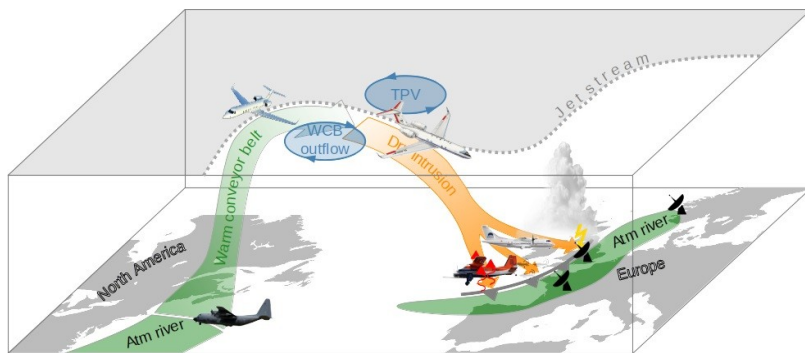 Jet stream
TPV
WCB
outflow
Dry intrusion
Warm conveyor belt
North America
Atm river
Atm river
Europe